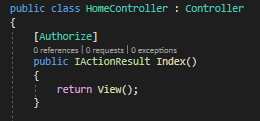 public class HomeController : Controller
{
[Authorize]
0 references | 0 requests | 0 exceptions
public IActionResult Index()
{
return View();
}